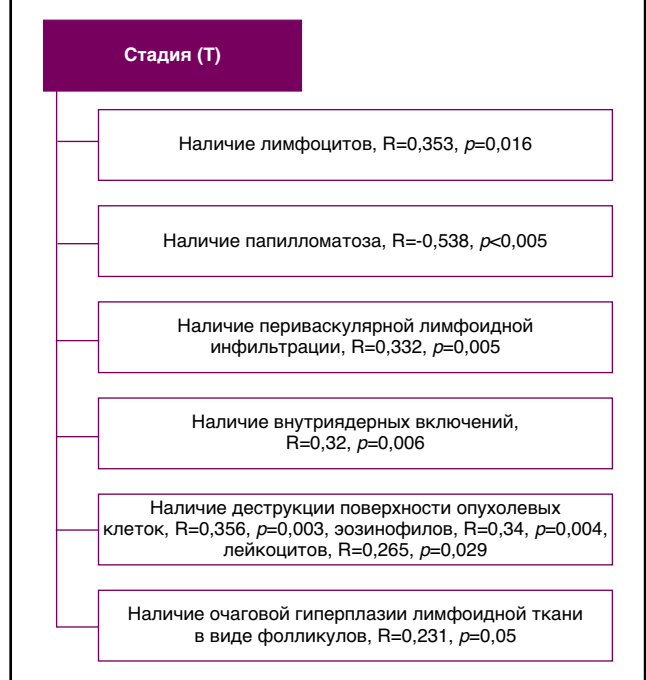 Стадия (Т)
Наличие лимфоцитов, R=0,353, p=0,016
Наличие папилломатоза, R=-0,538, p<0,005
Наличие периваскулярной лимфоидной
инфильтрации, R=0,332, p=0,005
Наличие внутриядерных включений,
R=0,32, p=0,006
Наличие деструкции поверхности опухолевых
клеток, R=0,356, p=0,003, эозинофилов, R=0,34, p=0,004,
лейкоцитов, R=0,265, p=0,029
Наличие очаговой гиперплазии лимфоидной ткани
в виде фолликулов, R=0,231, p=0,05